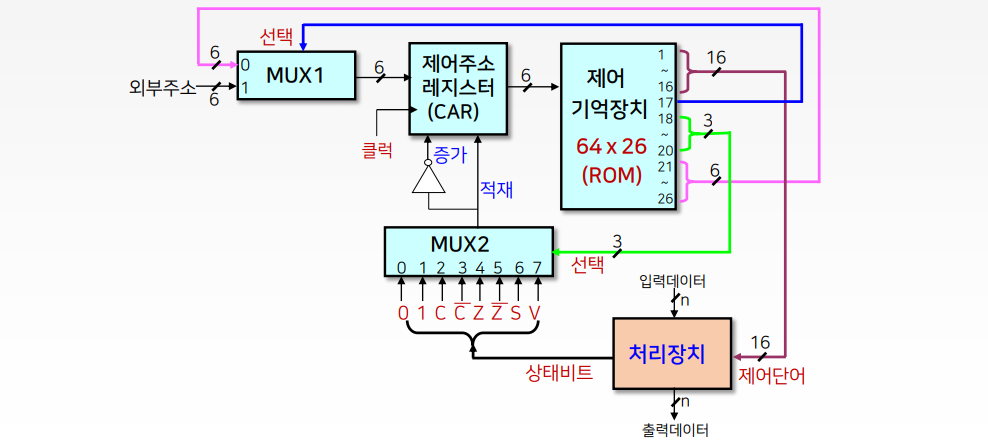 선택
6
0
1
MUX1
외부주소
6
6
제어주소
레지스터
(CAR)
클럭
6
증가
적재
제어
기억장치
64 x 26
(ROM)
1
~
16
17
18
~
20
21
~
26
16
3
6
MUX2
0 1 2 3 4 5 6 7
0 1 C C̅ Z Z̅ S V
3
선택
상태비트
입력데이터
n
처리장치
16
제어단어
n
출력데이터